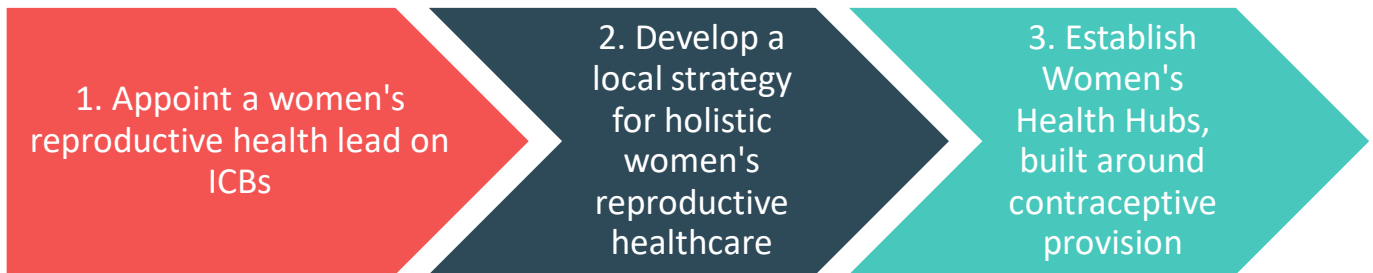 1. Appoint a women's
reproductive health lead on
ICBs
2. Develop a
local strategy
for holistic
women's
reproductive
healthcare
3. Establish
Women's
Health Hubs,
built around
contraceptive
provision